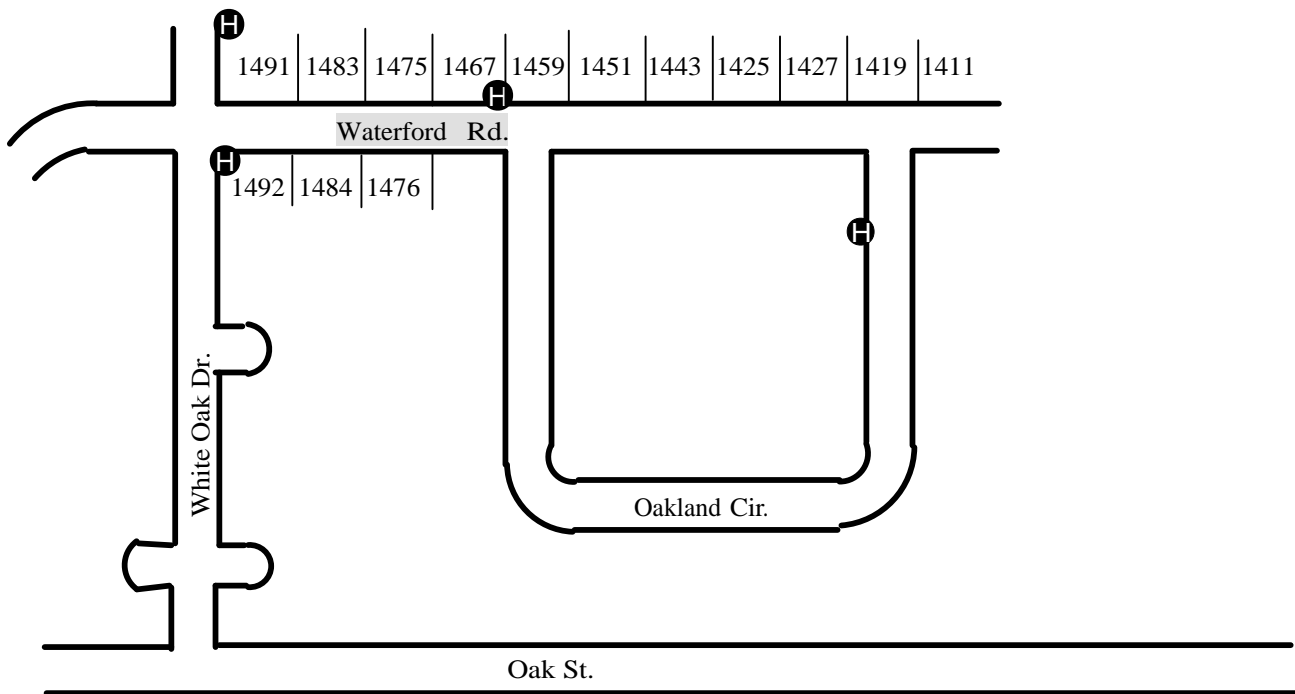 H
1491 1483 1475 1467 1459 1451 1443 1425 1427 1419 1411
H
Waterford Rd.
H
1492 1484 1476
H
White Oak Dr.
Oakland Cir.
Oak St.